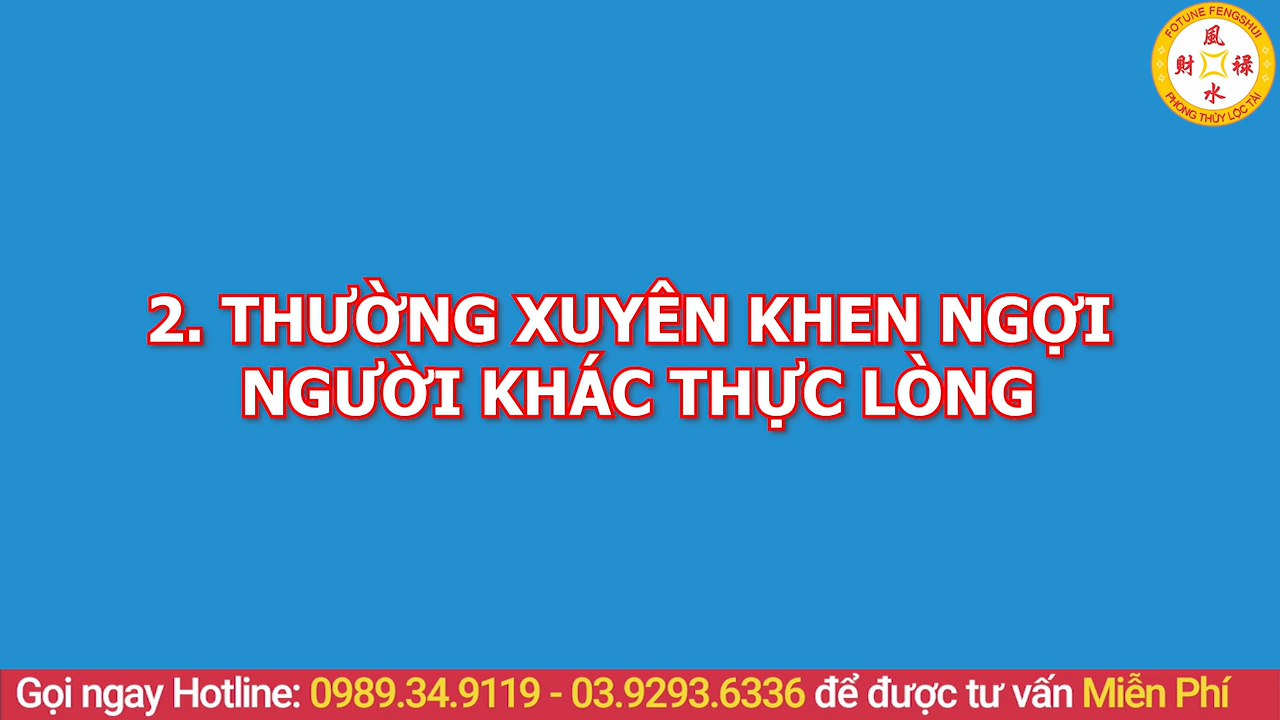 FOTUNE FENGSHUI
風
財 禄
水
PHONG THỦY LỘC TÀI
2. THƯỜNG XUYÊN KHEN NGỢI
NGƯỜI KHÁC THỰC LÒNG
Gọi ngay Hotline: 0989.34.9119 - 03.9293.6336 để được tư vấn Miễn Phí